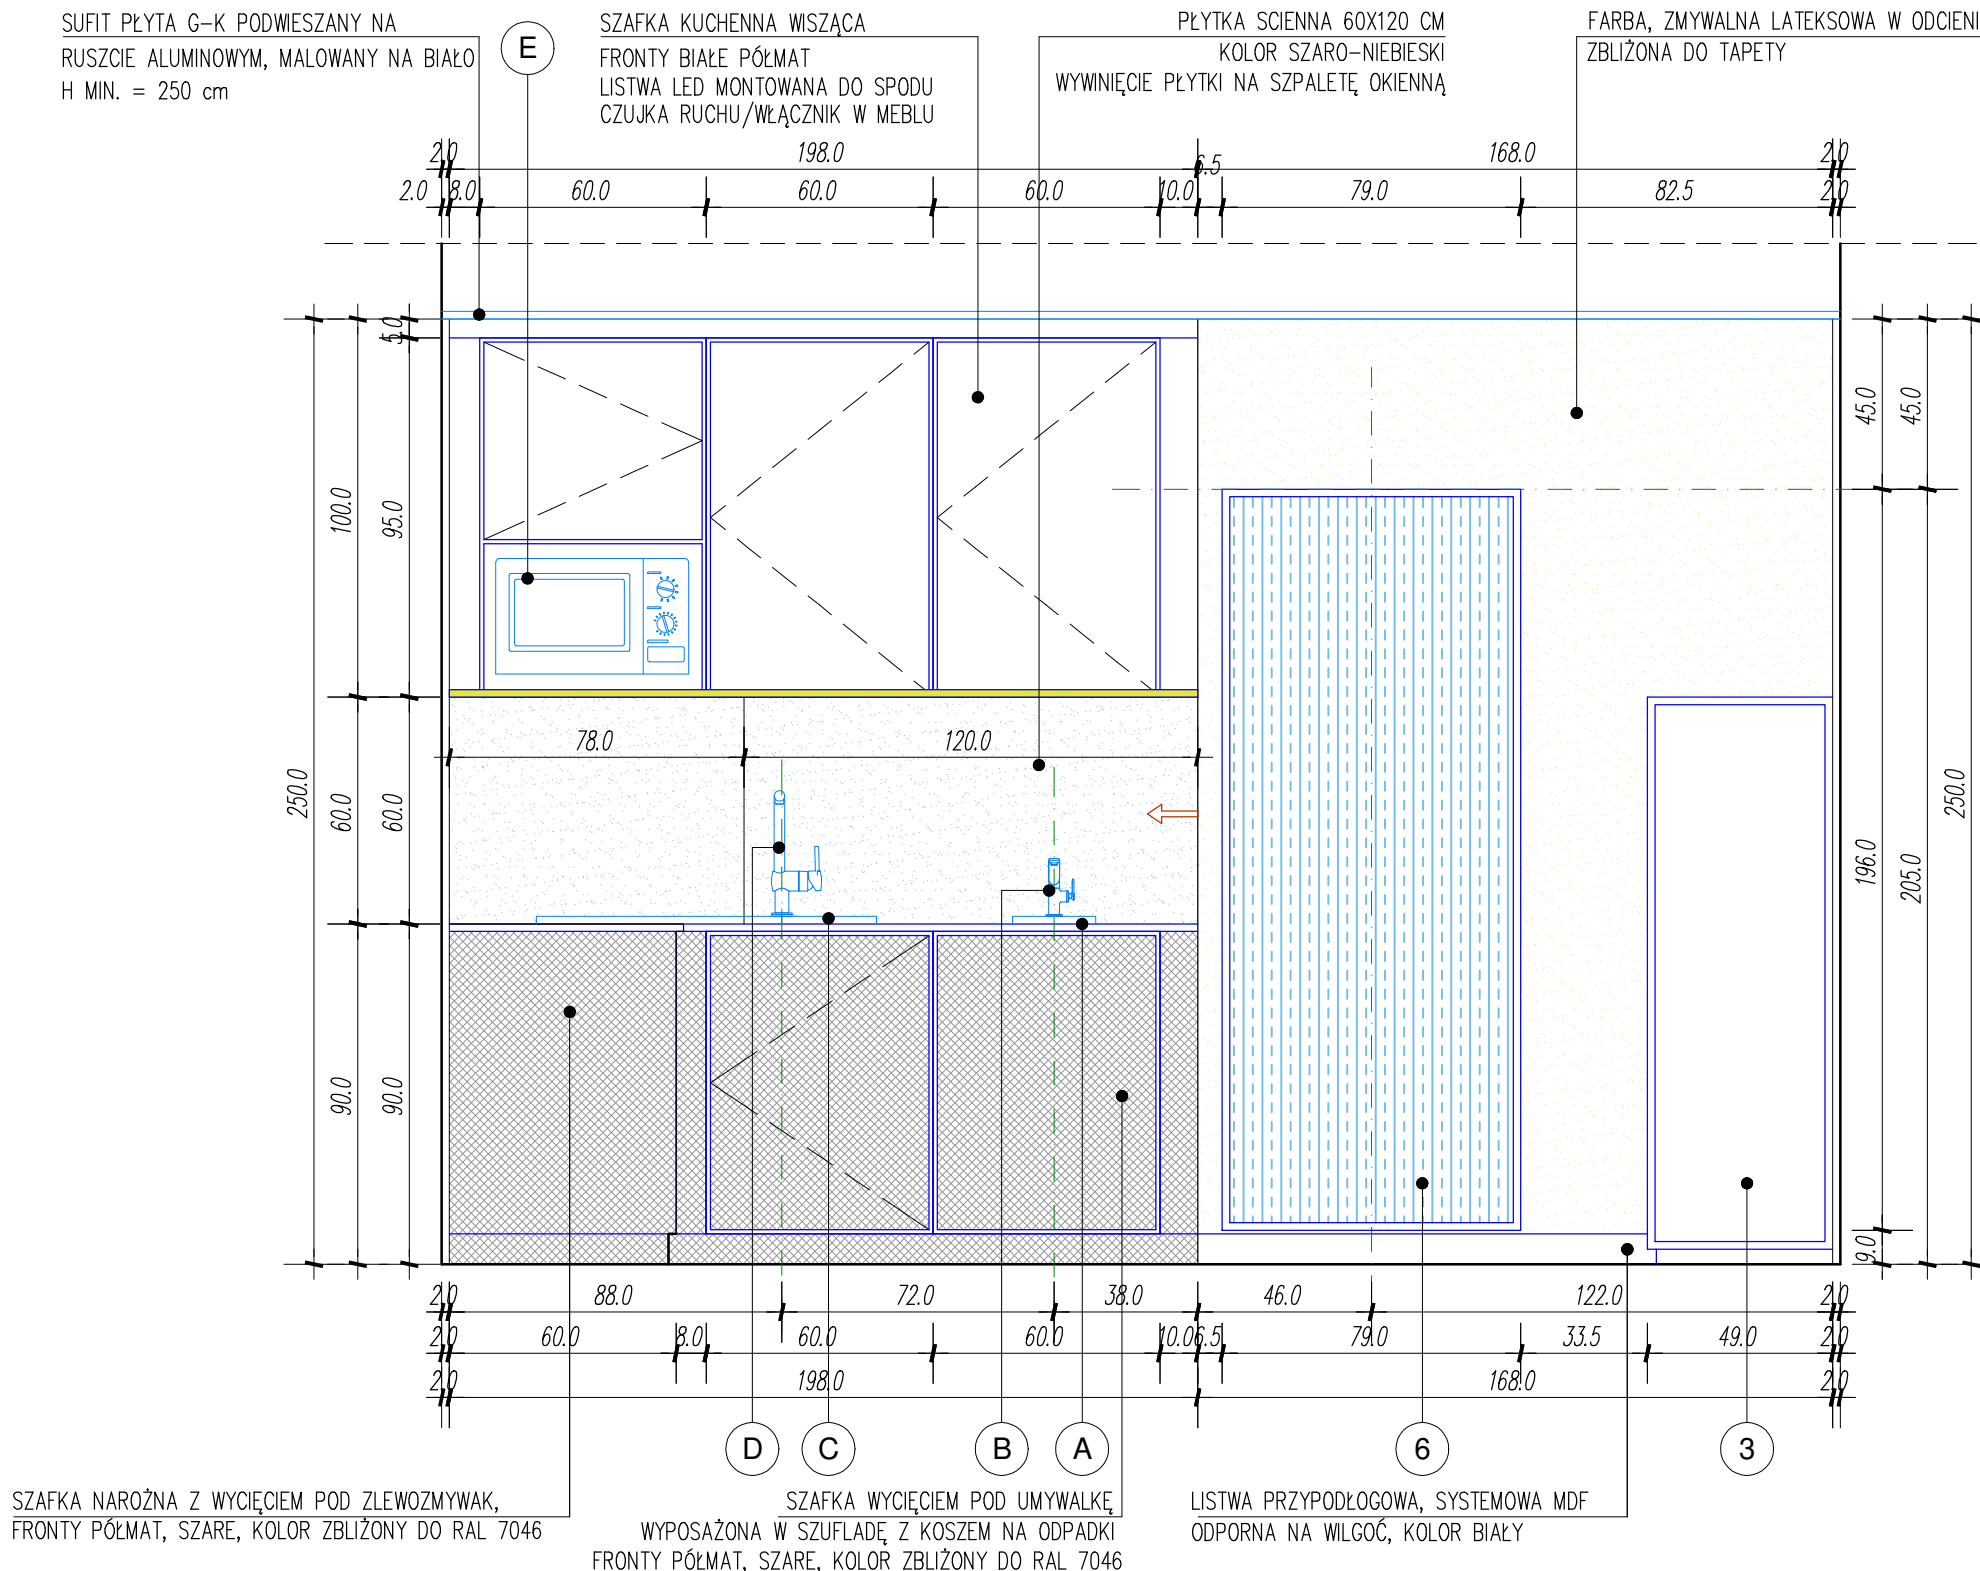 SUFIT PŁYTA G-K PODWIESZANY NA
RUSZCIE ALUMINOWYM, MALOWANY NA BIAŁO
H MIN. = 250 cm
E
SZAFKA KUCHENNA WISZĄCA
FRONTY BIAŁE PÓŁMAT
LISTWA LED MONTOWANA DO SPODU
CZUJKA RUCHU/WŁĄCZNIK W MEBLU
PŁYTKA SCIENNA 60X120 CM
KOLOR SZARO-NIEBIESKI
WYWINIĘCIE PŁYTKI NA SZPALETĘ OKIENNĄ
FARBA, ZMYWALNA LATEKSOWA W ODCIENI
ZBLIŻONA DO TAPETY
2.0 198.0 168.0 2.0
2.0 8.0 60.0 60.0 60.0 10.0 6.5 79.0 82.5 2.0
5.0
100.0 95.0
45.0 45.0
78.0 120.0
250.0 60.0 60.0
196.0 205.0 250.0
90.0 90.0
9.0
2.0 88.0 72.0 38.0 46.0 122.0 2.0
2.0 60.0 8.0 60.0 60.0 10.0 6.5 79.0 33.5 49.0 2.0
2.0 198.0 168.0 2.0
D C B A 6 3
SZAFKA NAROŻNA Z WYCIĘCIEM POD ZLEWOZMYWAK,
FRONTY PÓŁMAT, SZARE, KOLOR ZBLIŻONY DO RAL 7046
SZAFKA WYCIĘCIEM POD UMYWALKĘ
WYPOSAŻONA W SZUFLADĘ Z KOSZEM NA ODPADKI
FRONTY PÓŁMAT, SZARE, KOLOR ZBLIŻONY DO RAL 7046
LISTWA PRZYPODŁOGOWA, SYSTEMOWA MDF
ODPORNA NA WILGOĆ, KOLOR BIAŁY